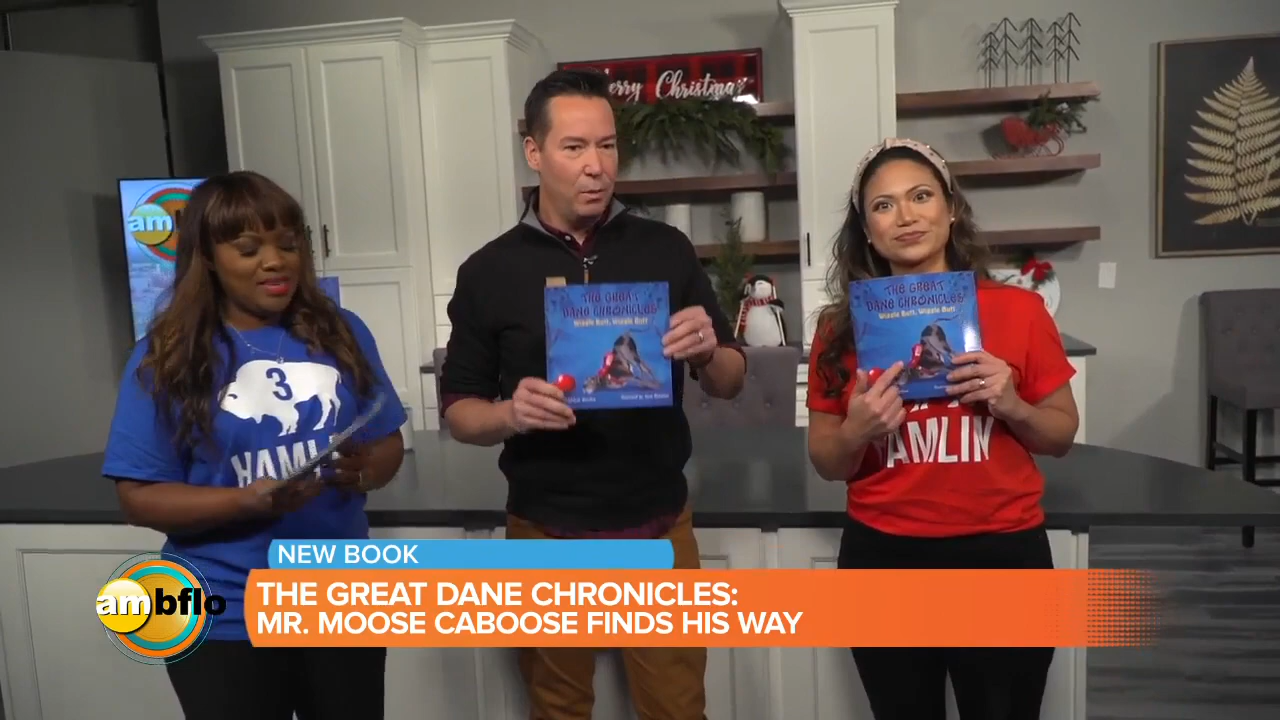 Merry Christmas
am
THE GREAT
DANE CHRONICLES
Wiggle Butt, Wiggle Butt
THE GREAT
DANE CHRONICLES
Wiggle Butt, Wiggle Butt
3
HAMLIN
HAMLIN
NEW BOOK
THE GREAT DANE CHRONICLES:
MR. MOOSE CABOOSE FINDS HIS WAY
ambflo